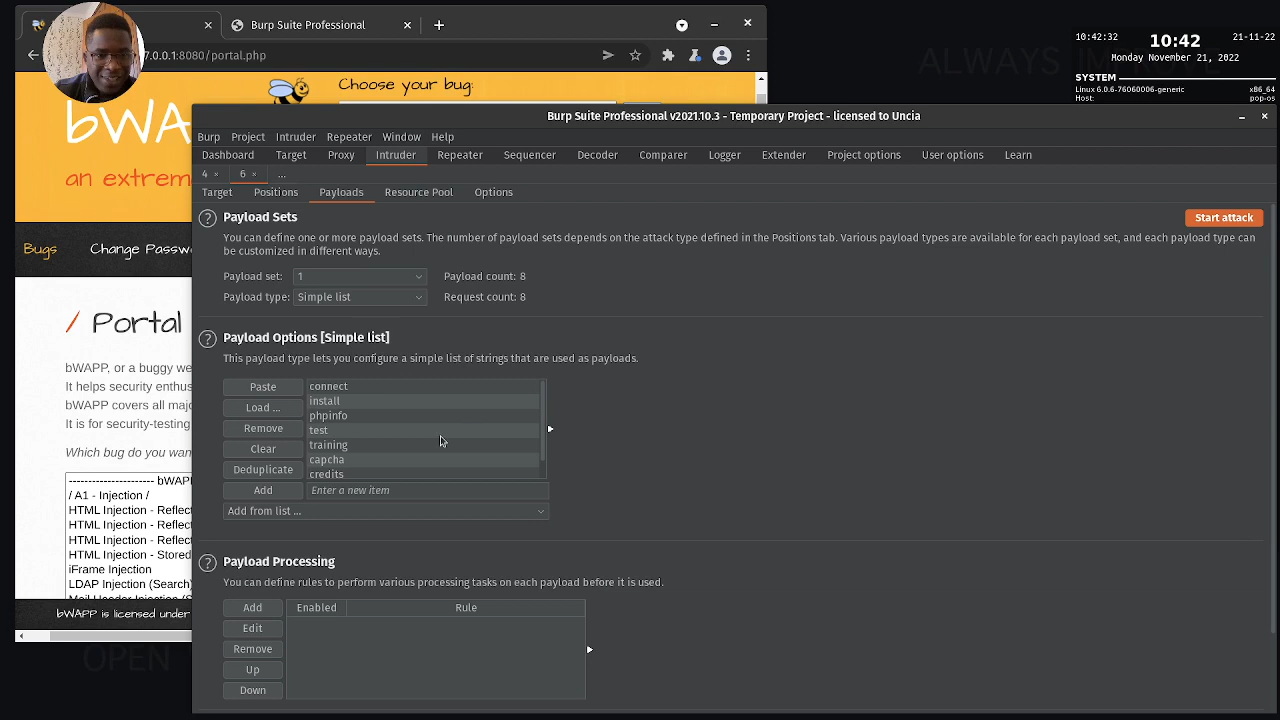 Burp Suite Professional
7.0.0.1:8080/portal.php
Choose your bug:
bWA
an extrem
Bugs
Change Passw
/ Portal
bWAPP, or a buggy we
It helps security enthus
bWAPP covers all majo
It is for security-testing
Which bug do you wan
---------------------- bWAP
/ A1 - Injection /
HTML Injection - Reflect
HTML Injection - Reflect
HTML Injection - Reflect
HTML Injection - Stored
iFrame Injection
LDAP Injection (Search)
Mail Header Injection (S
bWAPP is licensed under
OPEN
ALWAYS
10:42:32
10:42
21-11-22
Monday November 21, 2022
SYSTEM
Linux 6.0.6-76060006-generic
x86_64
Host:
pop-os
Burp Suite Professional v2021.10.3 - Temporary Project - licensed to Uncia
Burp Project Intruder Repeater Window Help
Dashboard Target Proxy Intruder Repeater Sequencer Decoder Comparer Logger Extender Project options User options Learn
4 × 6 × ...
Target Positions Payloads Resource Pool Options
? Payload Sets
Start attack
You can define one or more payload sets. The number of payload sets depends on the attack type defined in the Positions tab. Various payload types are available for each payload set, and each payload type can
be customized in different ways.
Payload set: 1 Payload count: 8
Payload type: Simple list Request count: 8
? Payload Options [Simple list]
This payload type lets you configure a simple list of strings that are used as payloads.
Paste
Load ...
Remove
Clear
Deduplicate
connect
install
phpinfo
test
training
capcha
credits
Add Enter a new item
Add from list ...
? Payload Processing
You can define rules to perform various processing tasks on each payload before it is used.
Add
Edit
Remove
Up
Down
Enabled Rule